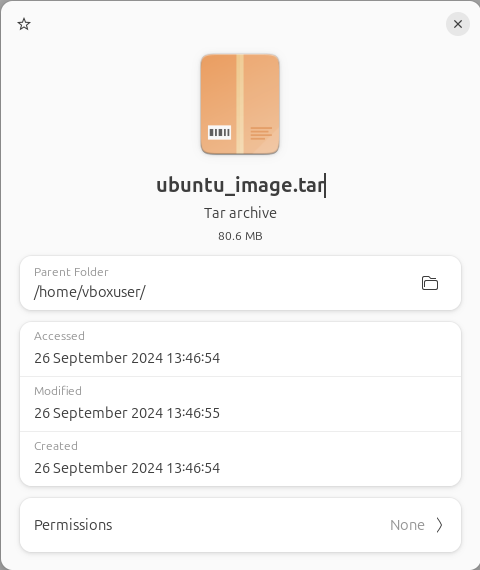 ubuntu_image.tar
Tar archive
80.6 MB
Parent Folder
/home/vboxuser/
Accessed
26 September 2024 13:46:54
Modified
26 September 2024 13:46:55
Created
26 September 2024 13:46:54
Permissions None